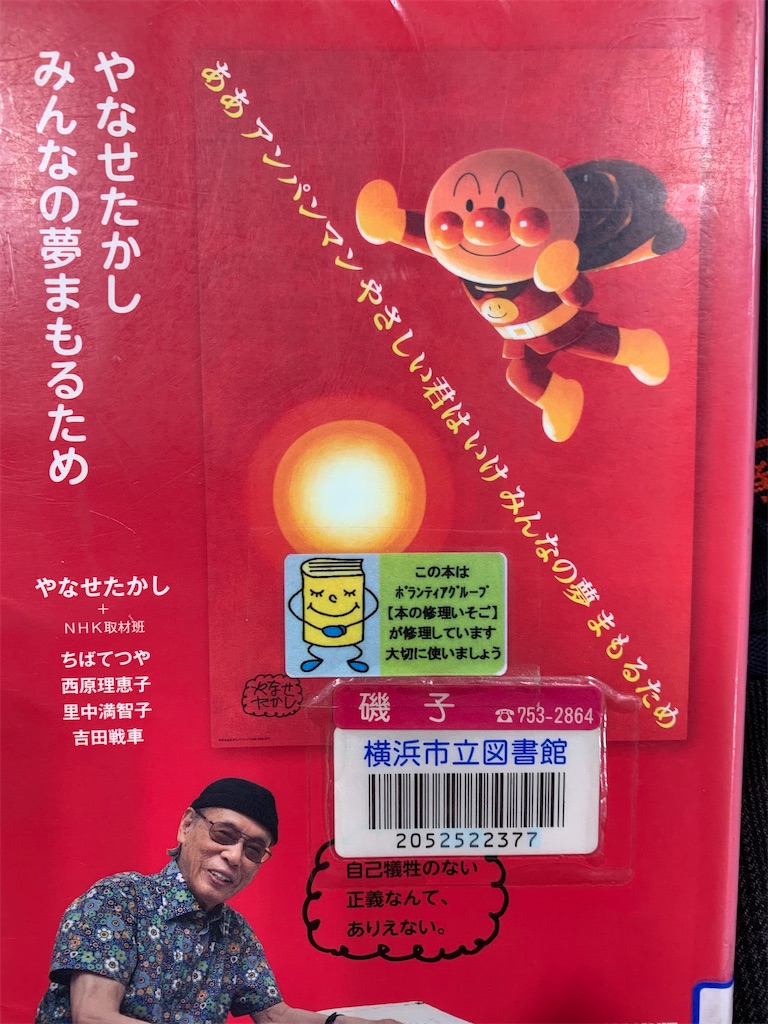 やなせたかし
みんなの夢まもるため
ああ アンパンマン やさしい君は いけ みんなの夢 まもるため
やなせたかし
+
NHK取材班
ちばてつや
西原理恵子
里中満智子
吉田戦車
この本は
ボランティアグループ
【本の修理いそご】
が修理しています
大切に使いましょう
やなせ
たかし
磯子 ☎753-2864
横浜市立図書館
2052522377
自己犠牲のない
正義なんて、
ありえない。